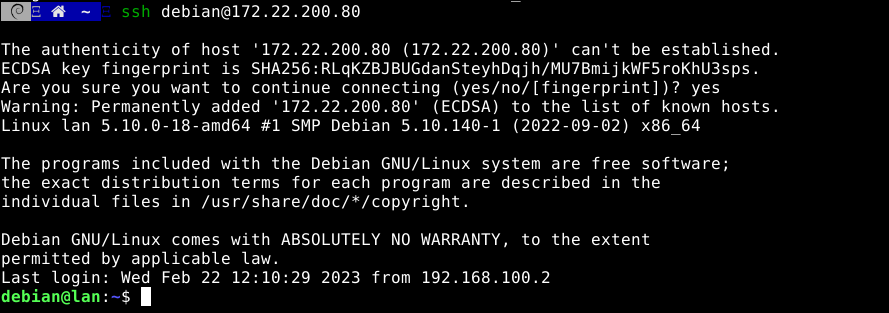 ~ ssh debian@172.22.200.80
The authenticity of host '172.22.200.80 (172.22.200.80)' can't be established.
ECDSA key fingerprint is SHA256:RLqKZBJBUGdanSteyhDqjh/MU7BmijkWF5roKhU3sps.
Are you sure you want to continue connecting (yes/no/[fingerprint])? yes
Warning: Permanently added '172.22.200.80' (ECDSA) to the list of known hosts.
Linux lan 5.10.0-18-amd64 #1 SMP Debian 5.10.140-1 (2022-09-02) x86_64
The programs included with the Debian GNU/Linux system are free software;
the exact distribution terms for each program are described in the
individual files in /usr/share/doc/*/copyright.
Debian GNU/Linux comes with ABSOLUTELY NO WARRANTY, to the extent
permitted by applicable law.
Last login: Wed Feb 22 12:10:29 2023 from 192.168.100.2
debian@lan:~$